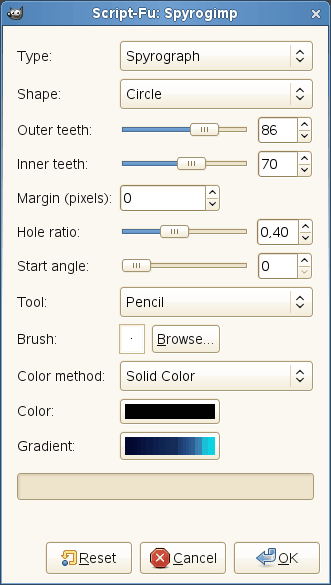 Script-Fu: Spyrogimp
Type: Spyrograph
Shape: Circle
Outer teeth: 86
Inner teeth: 70
Margin (pixels): 0
Hole ratio: 0,40
Start angle: 0
Tool: Pencil
Brush: Browse...
Color method: Solid Color
Color:
Gradient:
Reset Cancel OK